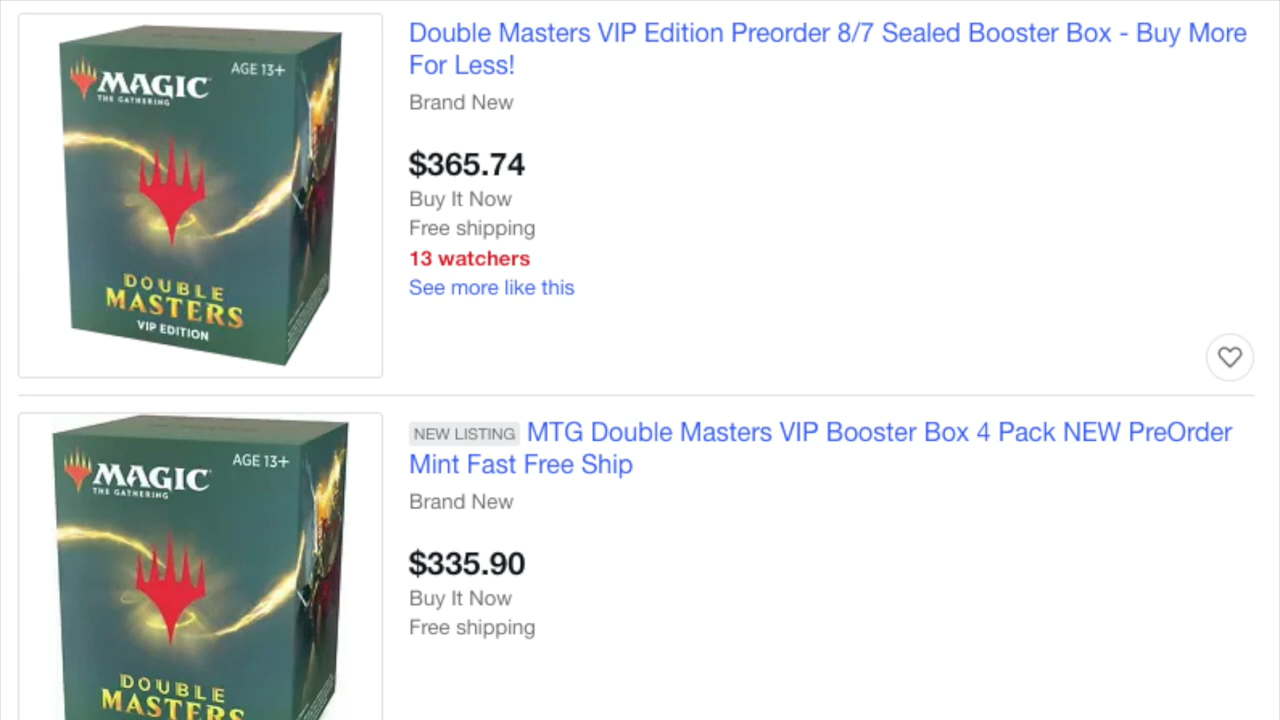 MAGIC
THE GATHERING
AGE 13+
DOUBLE
MASTERS
VIP EDITION
Double Masters VIP Edition Preorder 8/7 Sealed Booster Box - Buy More
For Less!
Brand New
$365.74
Buy It Now
Free shipping
13 watchers
See more like this
MAGIC
THE GATHERING
AGE 13+
DOUBLE
MASTERS
NEW LISTING MTG Double Masters VIP Booster Box 4 Pack NEW PreOrder
Mint Fast Free Ship
Brand New
$335.90
Buy It Now
Free shipping